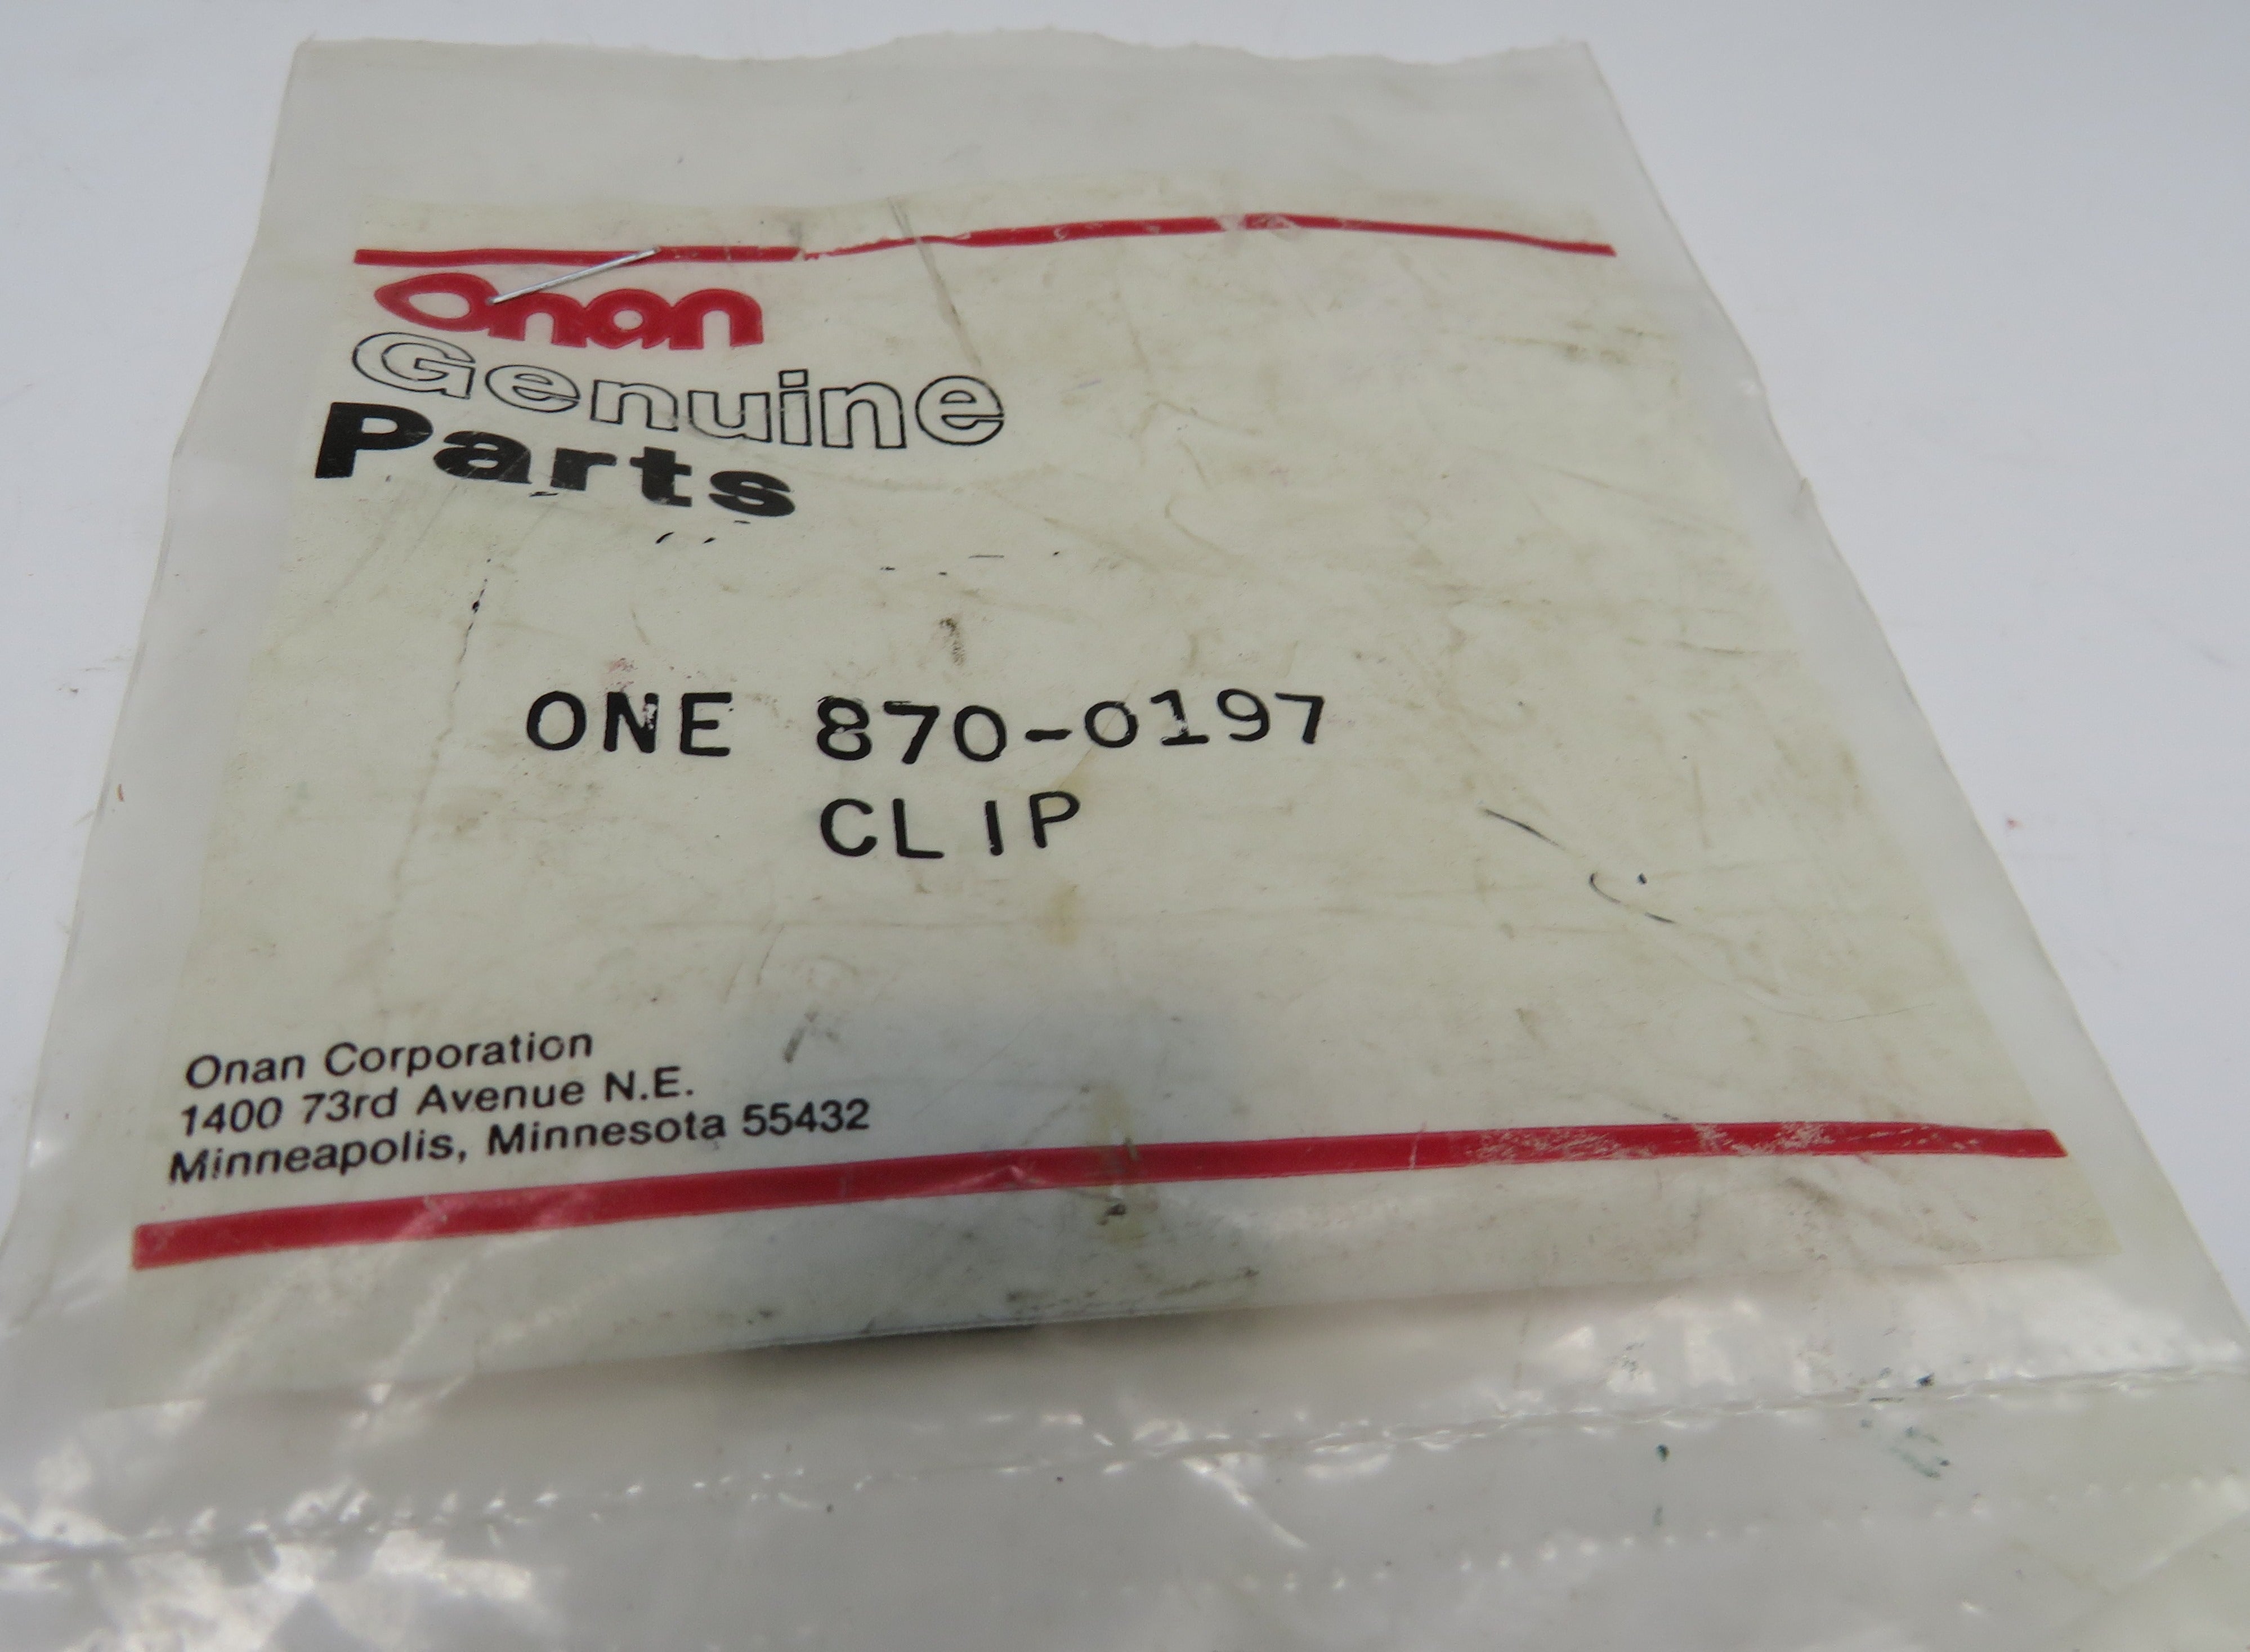 Onan
Genuine
Parts
ONE 870-0197
CLIP
Onan Corporation
1400 73rd Avenue N.E.
Minneapolis, Minnesota 55432